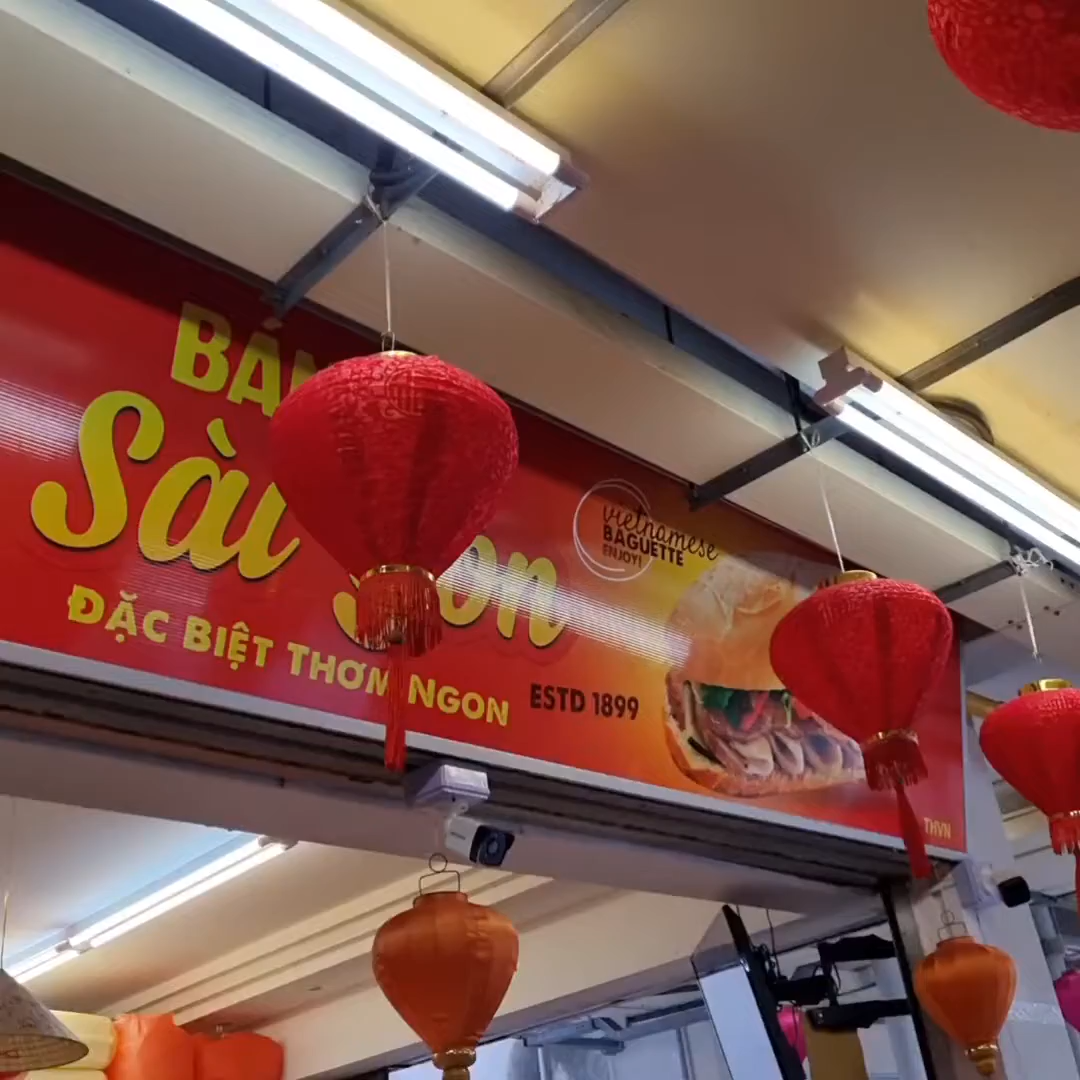 Sài
ĐẶC BIỆT THƠM NGON
vietnamese
BAGUETTE
ENJOY!
ESTD 1899
THVN